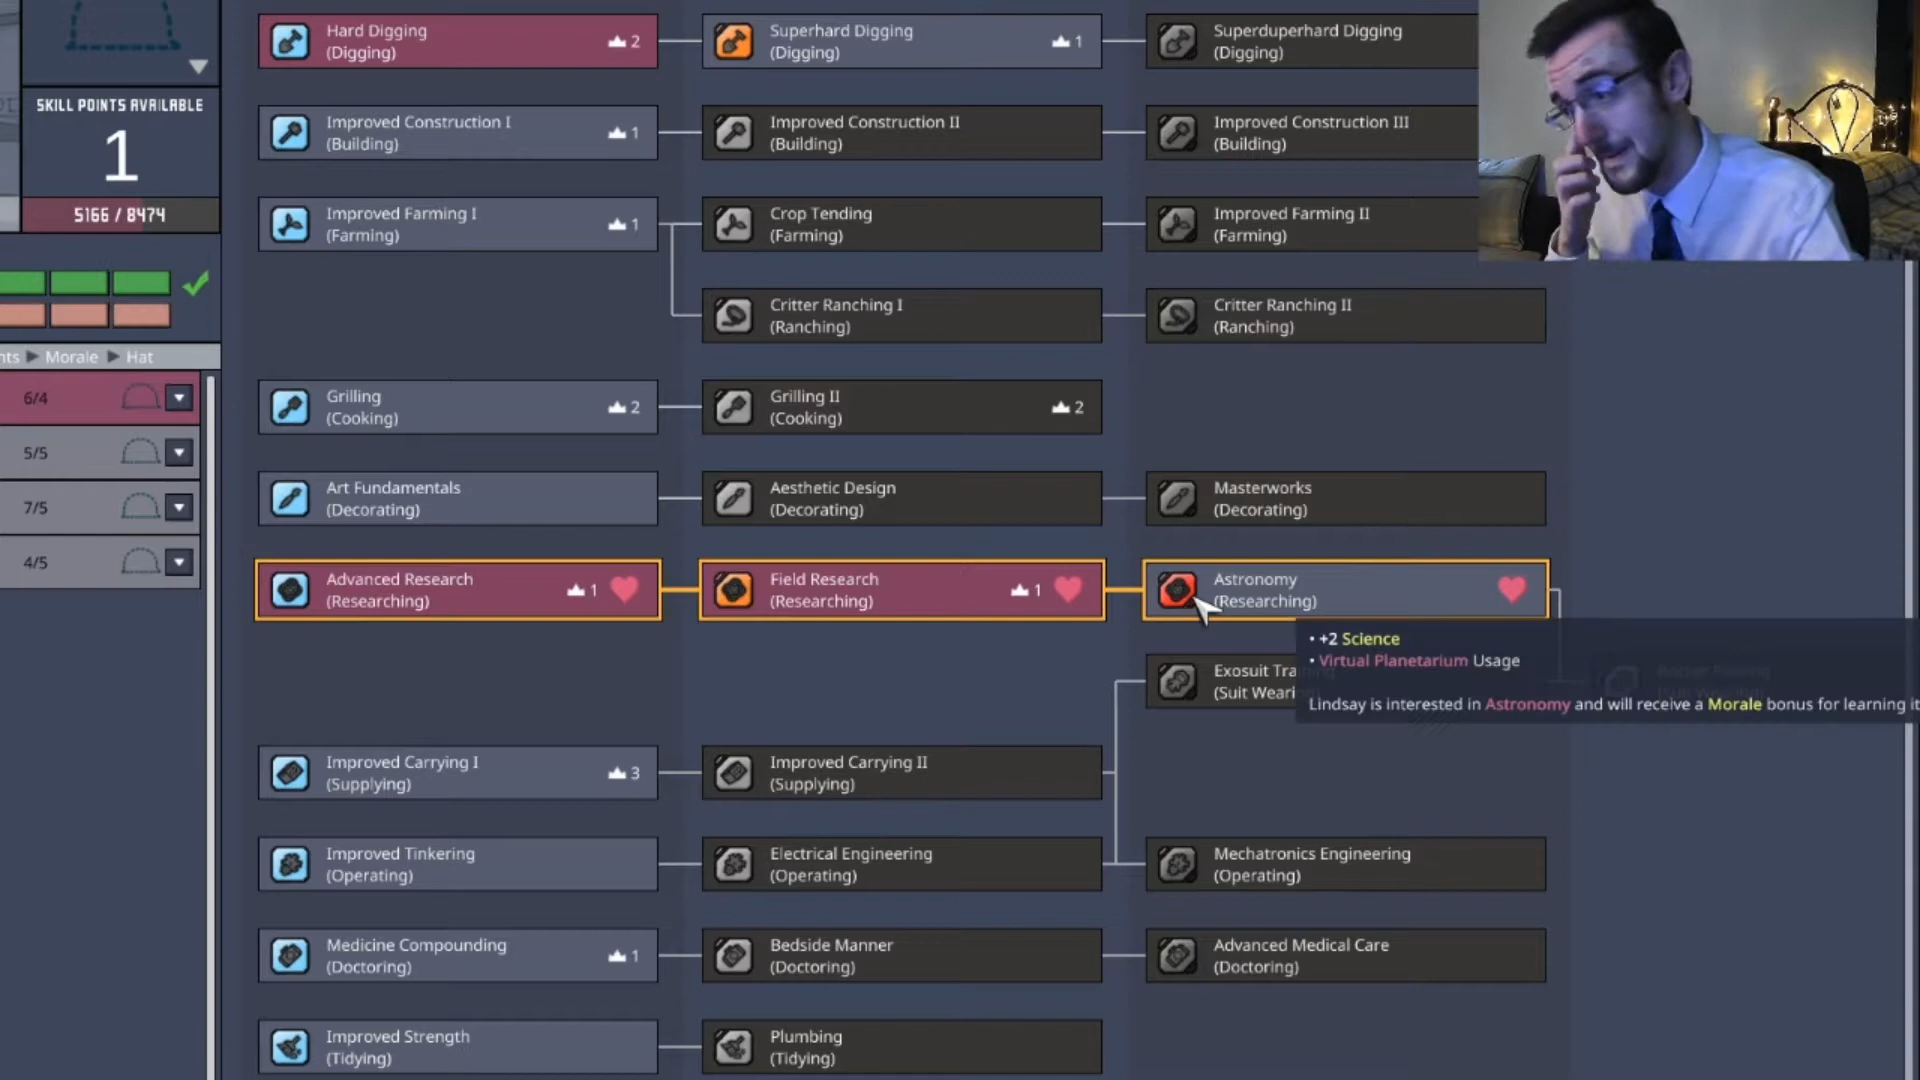 Hard Digging
(Digging)
2
Superhard Digging
(Digging)
1
Superduperhard Digging
(Digging)
SKILL POINTS AVAILABLE
1
5166 / 8474
Improved Construction I
(Building)
1
Improved Construction II
(Building)
Improved Construction III
(Building)
Improved Farming I
(Farming)
1
Crop Tending
(Farming)
Improved Farming II
(Farming)
Critter Ranching I
(Ranching)
Critter Ranching II
(Ranching)
nts Morale Hat
6/4
5/5
7/5
4/5
Grilling
(Cooking)
2
Grilling II
(Cooking)
2
Art Fundamentals
(Decorating)
Aesthetic Design
(Decorating)
Masterworks
(Decorating)
Advanced Research
(Researching)
1
Field Research
(Researching)
1
Astronomy
(Researching)
• +2 Science
• Virtual Planetarium Usage
Lindsay is interested in Astronomy and will receive a Morale bonus for learning it
Exosuit Tra
(Suit Weari
Improved Carrying I
(Supplying)
3
Improved Carrying II
(Supplying)
Improved Tinkering
(Operating)
Electrical Engineering
(Operating)
Mechatronics Engineering
(Operating)
Medicine Compounding
(Doctoring)
1
Bedside Manner
(Doctoring)
Advanced Medical Care
(Doctoring)
Improved Strength
(Tidying)
Plumbing
(Tidying)